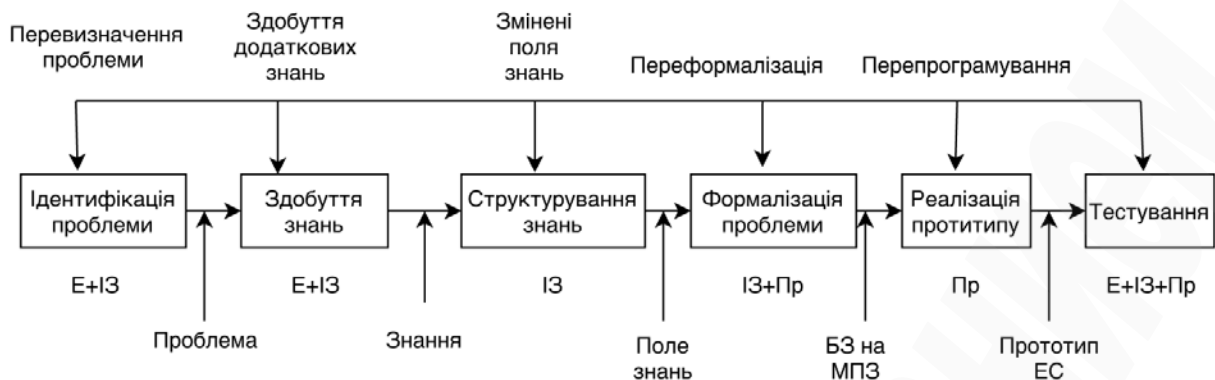 Перевизначення
проблеми
Здобуття
додаткових
знань
Змінені
поля
знань
Переформалізація
Перепрограмування
Ідентифікація
проблеми
Здобуття
знань
Структурування
знань
Формалізація
проблеми
Реалізація
прототипу
Тестування
Е+ІЗ
Е+ІЗ
ІЗ
ІЗ+Пр
Пр
Е+ІЗ+Пр
Проблема
Знання
Поле
знань
БЗ на
МПЗ
Прототип
ЕС